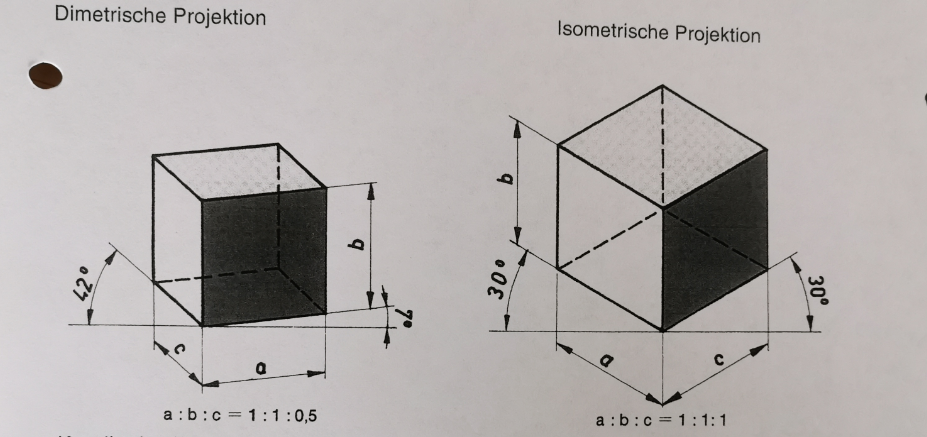 Dimetrische Projektion
42°
c
a
b
7°
a : b : c = 1 : 1 : 0,5
Isometrische Projektion
b
30°
a
c
30°
a : b : c = 1 : 1 : 1